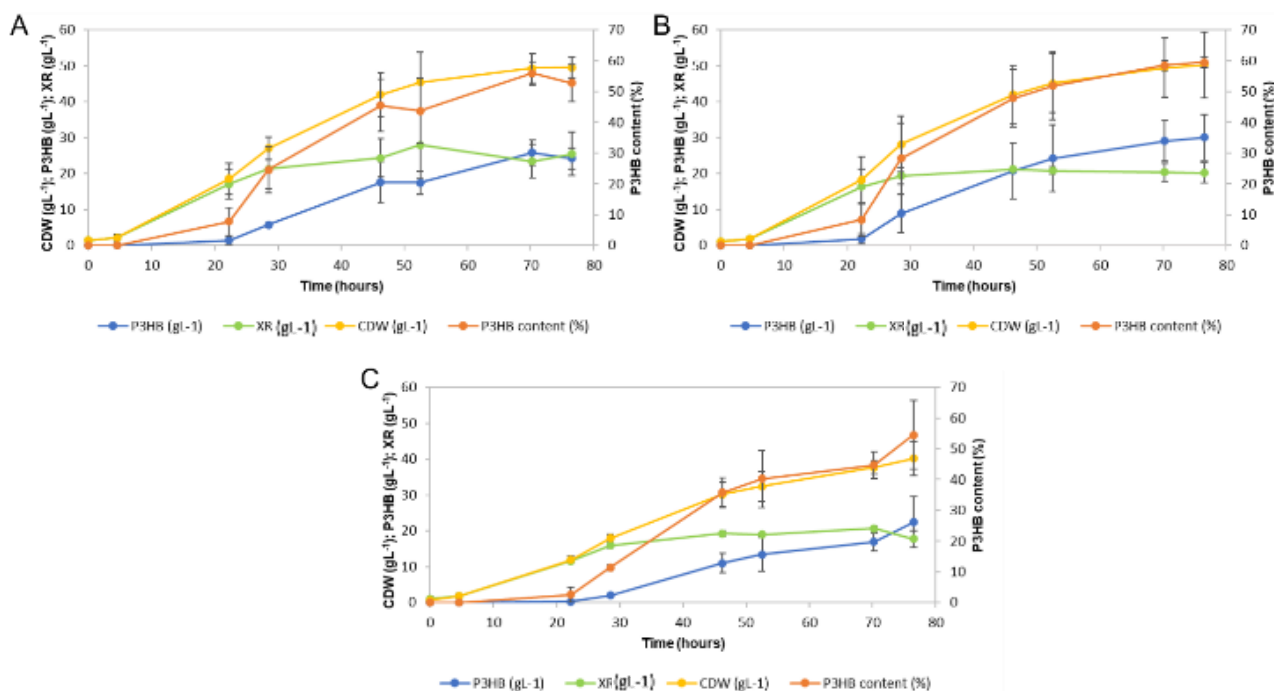 A
CDW (gL-1); P3HB (gL-1); XR (gL-1)
60
50
40
30
20
10
0
70
60
50
40
30
20
10
0
P3HB content (%)
0 10 20 30 40 50 60 70 80
Time (hours)
P3HB (gL-1) XR (gL-1) CDW (gL-1) P3HB content (%)
B
CDW (gL-1); P3HB (gL-1); XR (gL-1)
60
50
40
30
20
10
0
70
60
50
40
30
20
10
0
P3HB content (%)
0 10 20 30 40 50 60 70 80
Time (hours)
P3HB (gL-1) XR(gL-1) CDW (gL-1) P3HB content (%)
C
CDW (gL-1); P3HB (gL-1); XR (gL-1)
60
50
40
30
20
10
0
70
60
50
40
30
20
10
0
P3HB content (%)
0 10 20 30 40 50 60 70 80
Time (hours)
P3HB (gL-1) XR(gL-1) CDW (gL-1) P3HB content (%)